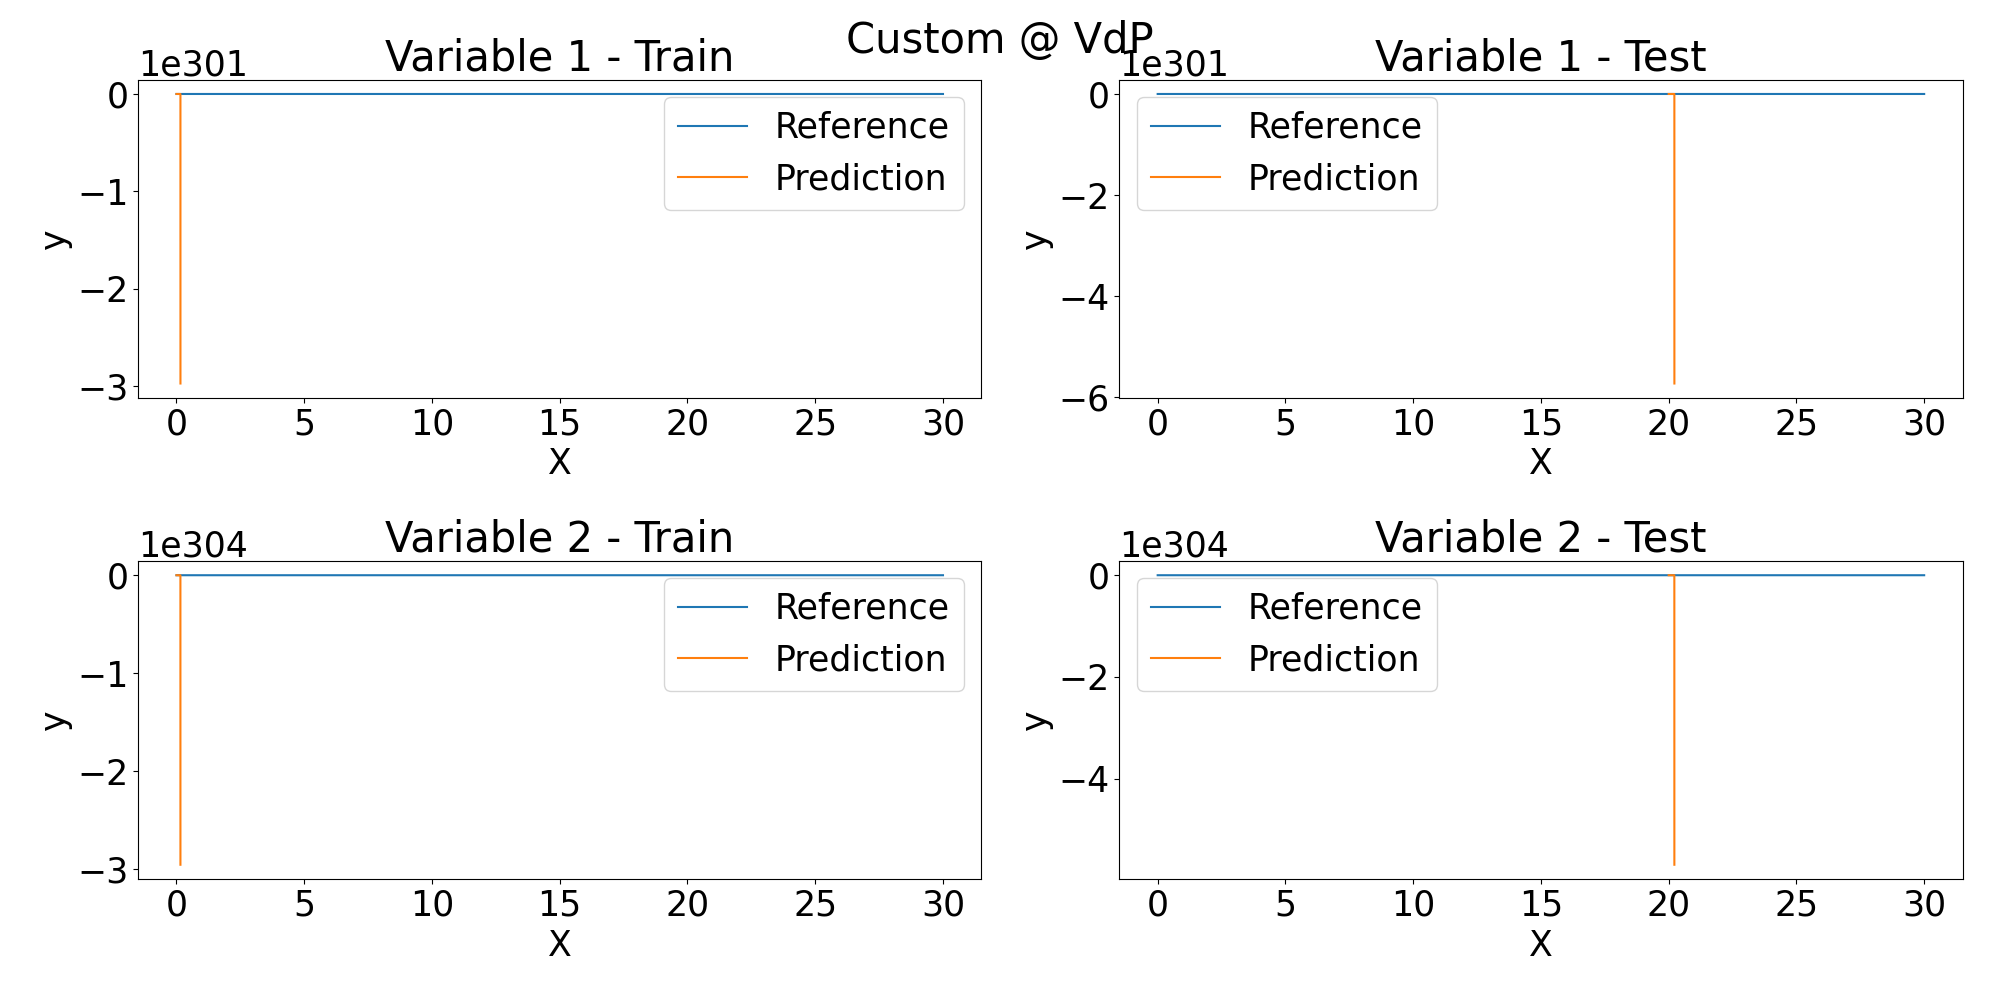 Custom @ VdP
Variable 1 - Train
1e301
0
−1
−2
−3
y
Reference
Prediction
0 5 10 15 20 25 30
X
Variable 1 - Test
1e301
0
−2
−4
−6
y
Reference
Prediction
0 5 10 15 20 25 30
X
Variable 2 - Train
1e304
0
−1
−2
−3
y
Reference
Prediction
0 5 10 15 20 25 30
X
Variable 2 - Test
1e304
0
−2
−4
y
Reference
Prediction
0 5 10 15 20 25 30
X